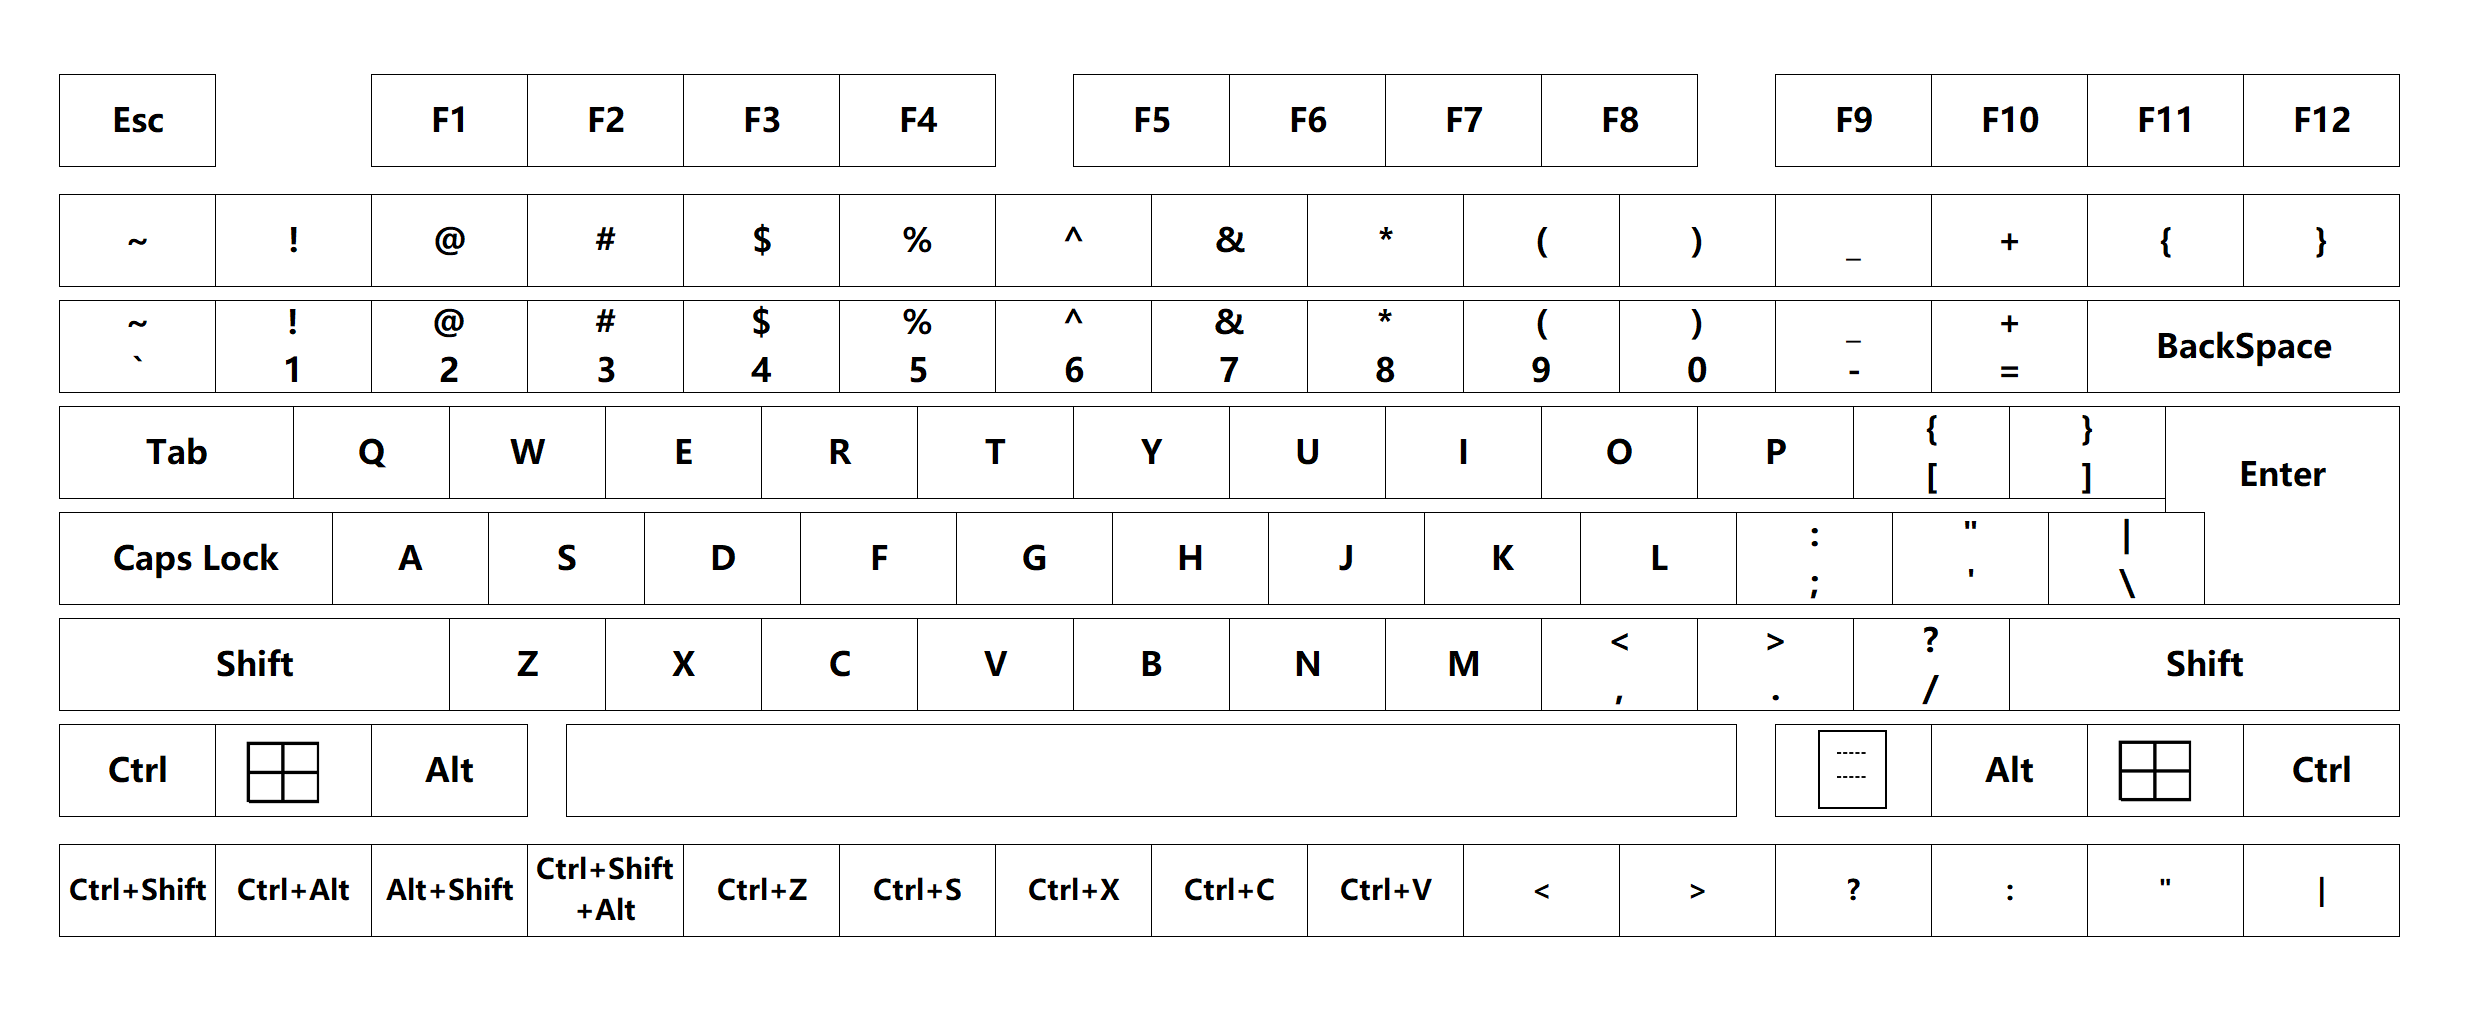 Esc F1 F2 F3 F4 F5 F6 F7 F8 F9 F10 F11 F12
~ ! @ # $ % ^ & * ( ) _ + { }
~ ! @ # $ % ^ & * ( ) _ +
` 1 2 3 4 5 6 7 8 9 0 - = BackSpace
Tab Q W E R T Y U I O P { }
[ ] Enter
Caps Lock A S D F G H J K L : " |
; ' \
Shift Z X C V B N M < > ? Shift
, . /
Ctrl Alt Alt Ctrl
Ctrl+Shift Ctrl+Alt Alt+Shift Ctrl+Shift
+Alt Ctrl+Z Ctrl+S Ctrl+X Ctrl+C Ctrl+V < > ? : " |